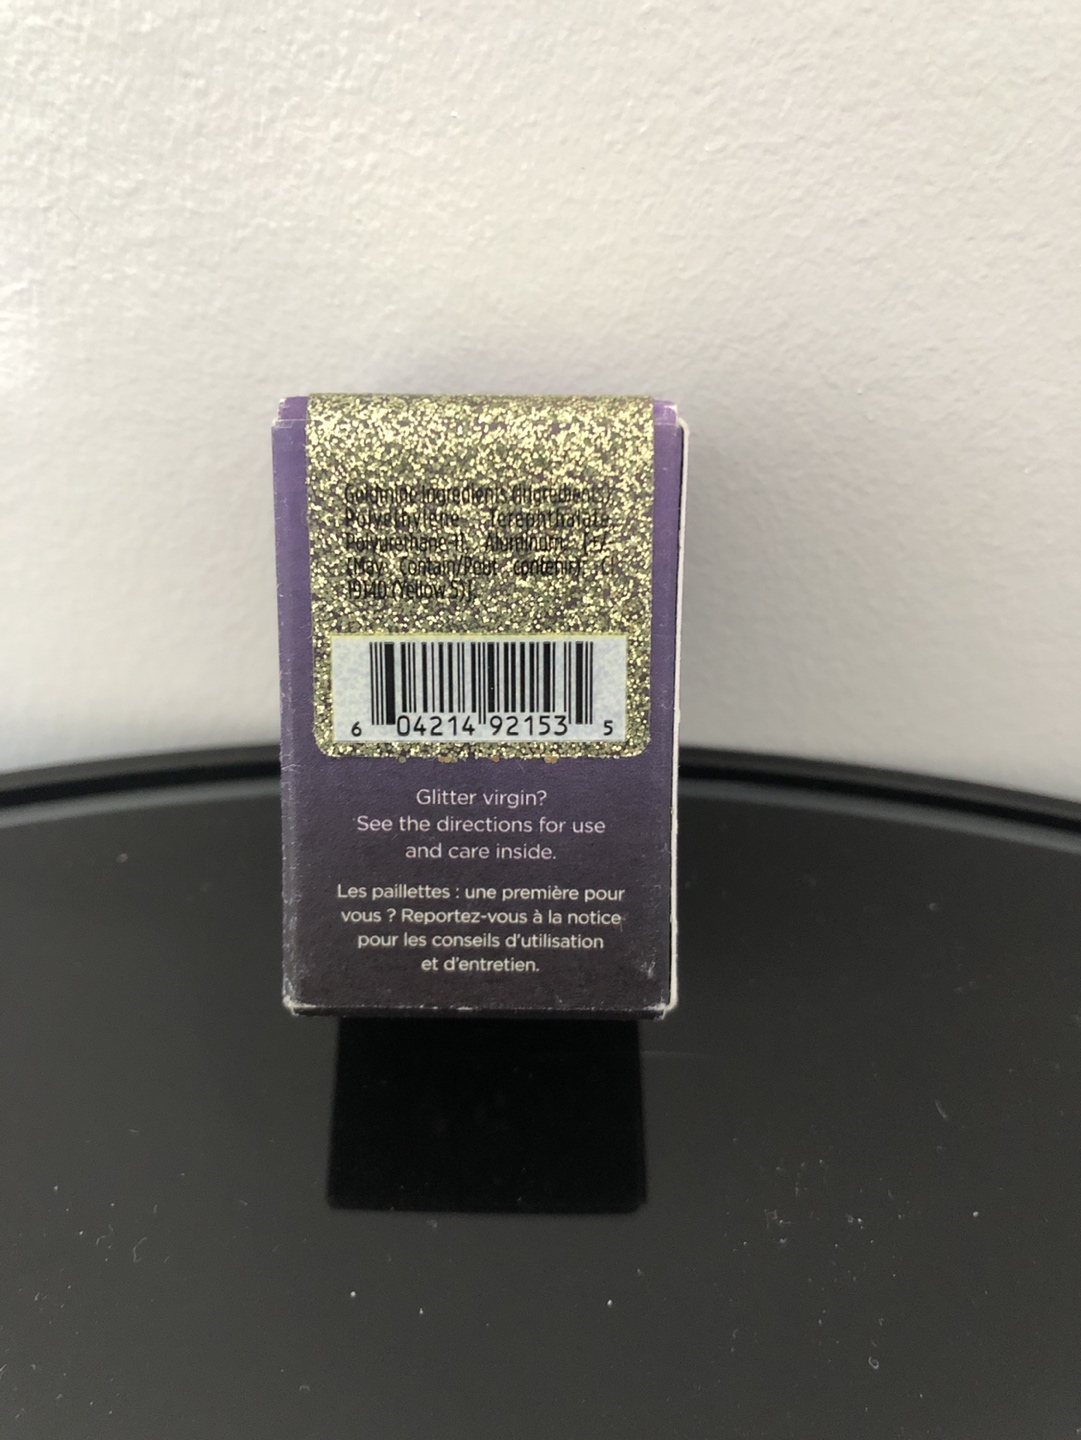 Goldmine Ingredients (Ingrédients):
Polyethylene Terephthalate,
Polyurethane-11, Aluminum, [+/-
(May Contain/Peut contenir): CI
19140 (Yellow 5)].
6 04214 92153 5
Glitter virgin?
See the directions for use
and care inside.
Les paillettes : une première pour
vous ? Reportez-vous à la notice
pour les conseils d'utilisation
et d'entretien.